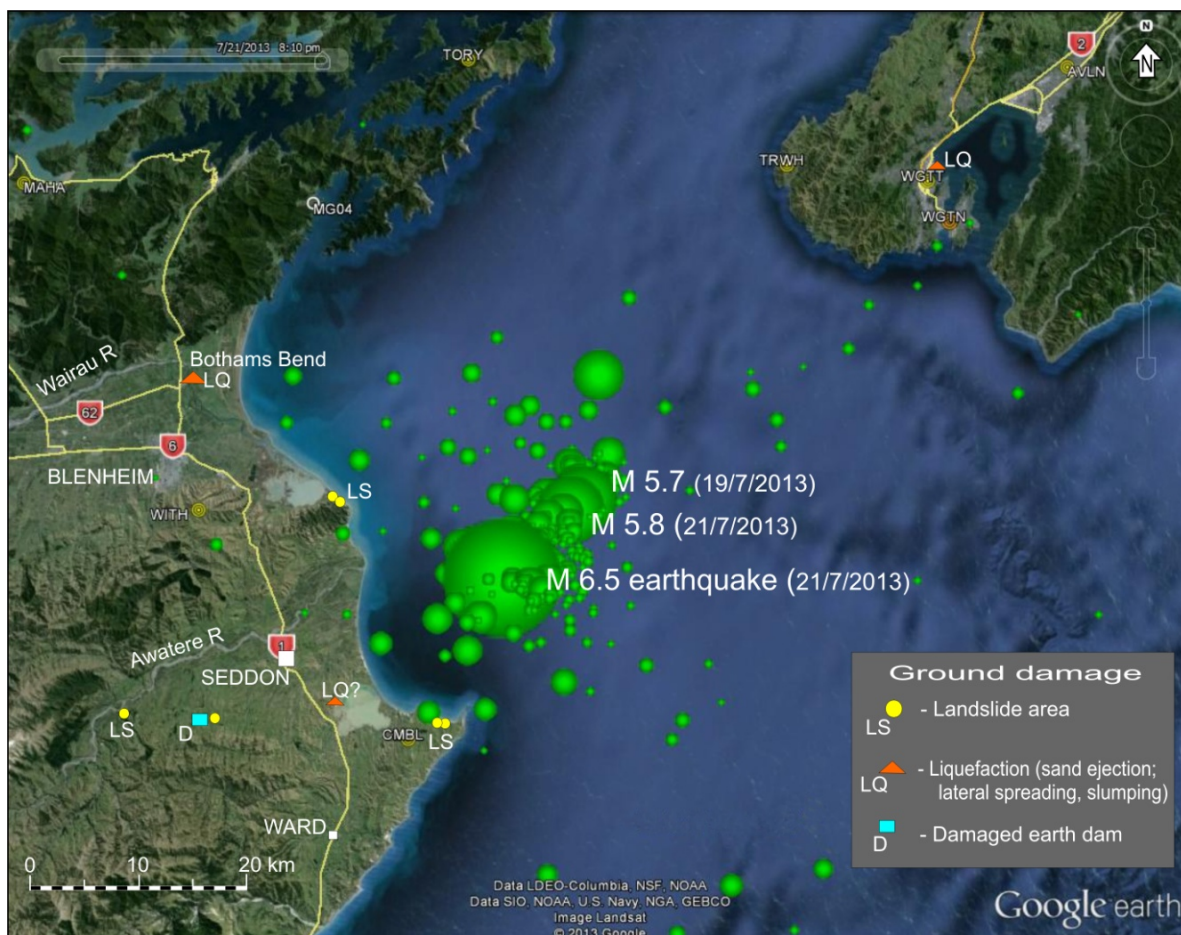 7/21/2013 8:10 pm
TORY
N
N
2
AVLN
MAHA
TRWH
LQ
WGTT
MG04
WGTN
Wairau R
Bothams Bend
LQ
62
6
BLENHEIM
LS
WITH
M 5.7 (19/7/2013)
M 5.8 (21/7/2013)
M 6.5 earthquake (21/7/2013)
Awatere R
1
SEDDON
LQ?
LS
D
CMBL
LS
WARD
0 10 20 km
Ground damage
LS - Landslide area
LQ - Liquefaction (sand ejection;
lateral spreading, slumping)
D - Damaged earth dam
Data LDEO-Columbia, NSF, NOAA
Data SIO, NOAA, U.S. Navy, NGA, GEBCO
Image Landsat
© 2013 Google
Google earth